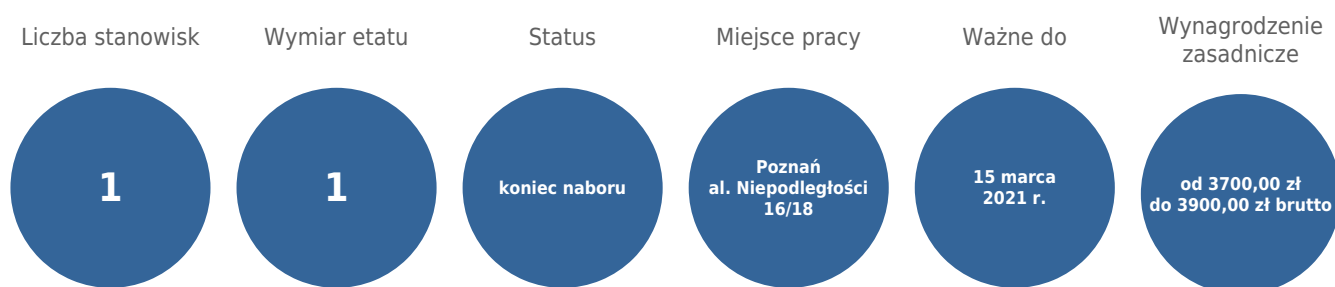 Liczba stanowisk
1
Wymiar etatu
1
Status
koniec naboru
Miejsce pracy
Poznań
al. Niepodległości
16/18
Ważne do
15 marca
2021 r.
Wynagrodzenie
zasadnicze
od 3700,00 zł
do 3900,00 zł brutto